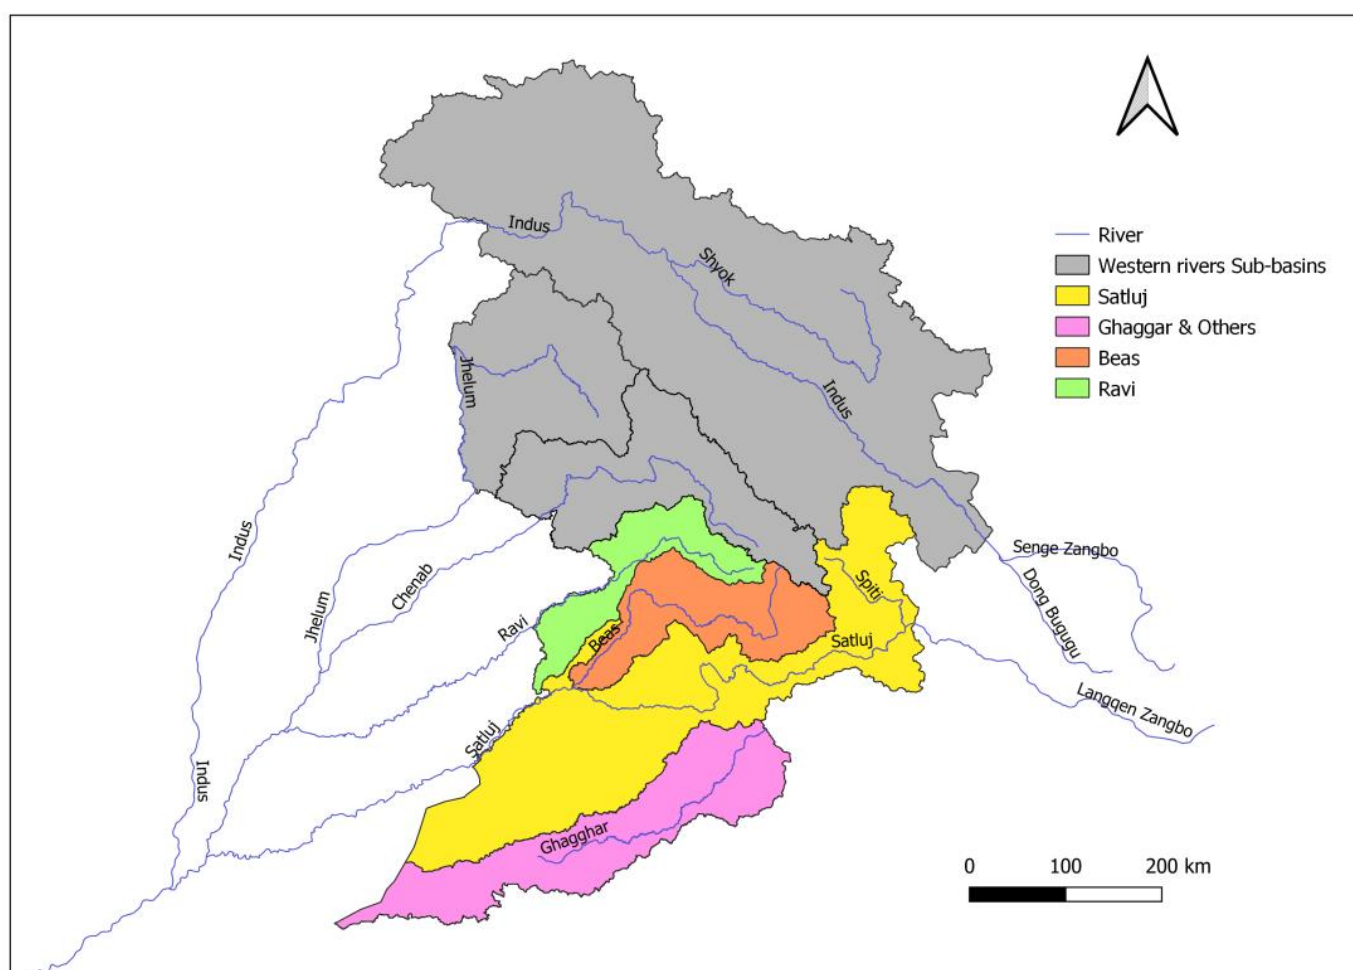 Indus
Shyok
River
Western rivers Sub-basins
Satluj
Ghaggar & Others
Beas
Ravi
Jhelum
Indus
Indus
Senge Zangbo
Chenab
Spiti
Dong Bugugu
Jhelum
Ravi
Beas
Satluj
Langqen Zangbo
Satluj
Indus
Ghagghar
0 100 200 km